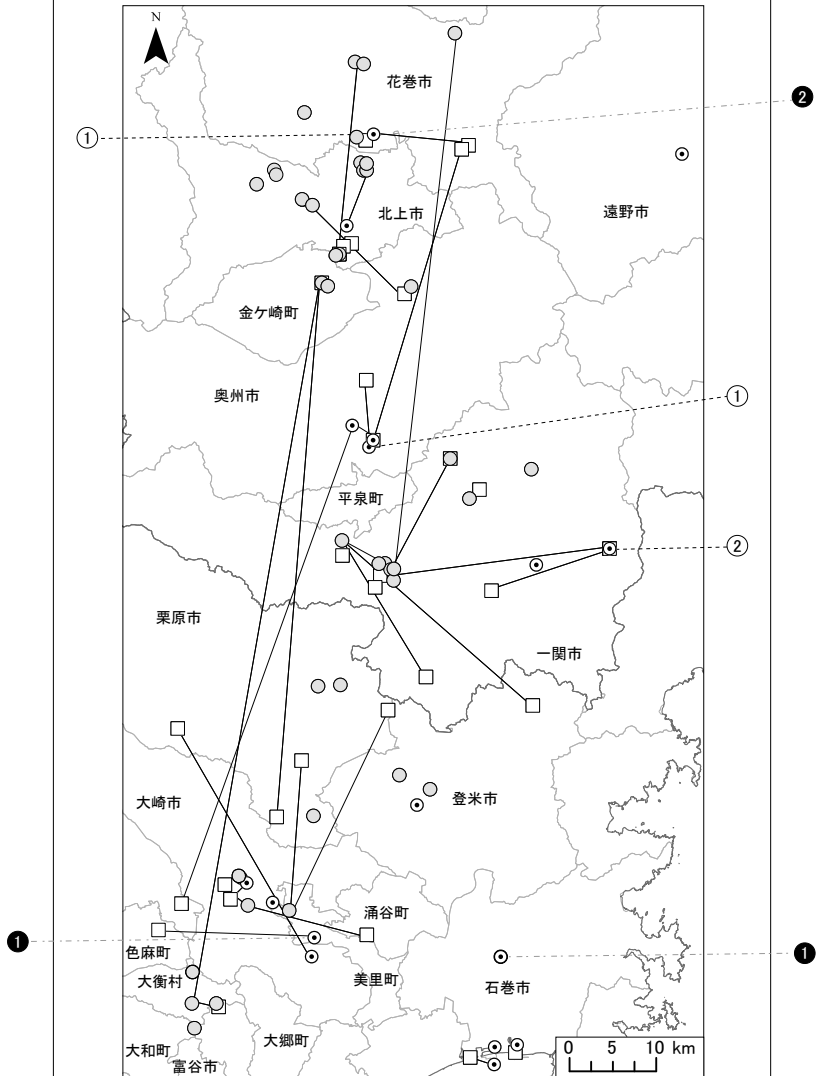 N
花巻市
❷
①
北上市
遠野市
金ケ崎町
奥州市
①
平泉町
②
栗原市
一関市
大崎市
登米市
涌谷町
❶
色麻町
❶
美里町
大衡村
石巻市
大郷町
大和町
0 5 10 km
富谷市